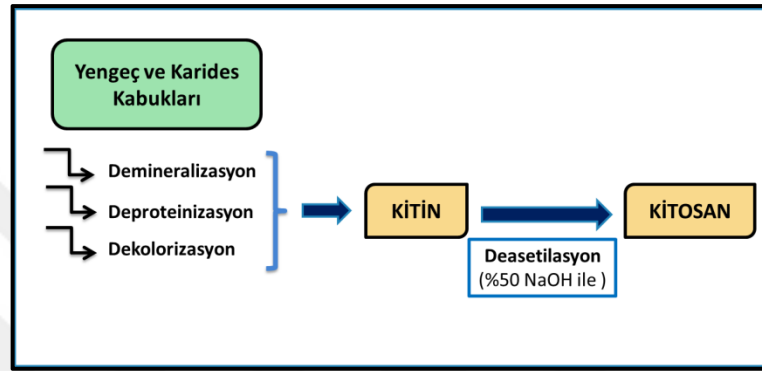 Yengeç ve Karides
Kabukları
Demineralizasyon
Deproteinizasyon
Dekolorizasyon
KİTİN
Deasetilasyon
(%50 NaOH ile )
KİTOSAN